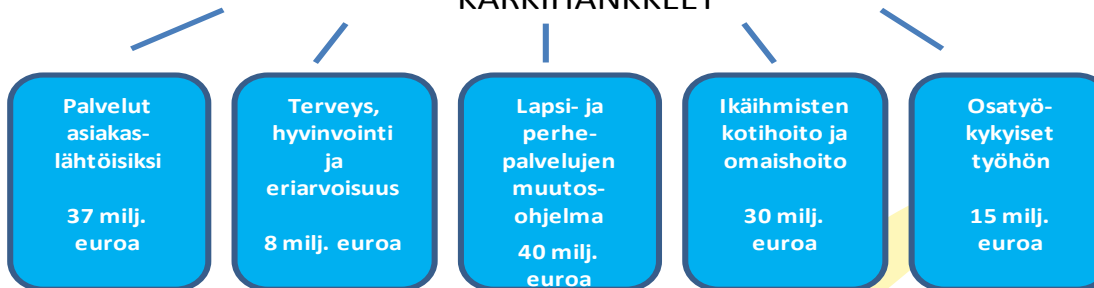 KÄRKIHANKKEET
Palvelut
asiakas-
lähtöisiksi
37 milj.
euroa
Terveys,
hyvinvointi
ja
eriarvoisuus
8 milj. euroa
Lapsi- ja
perhe-
palvelujen
muutos-
ohjelma
40 milj.
euroa
Ikäihmisten
kotihoito ja
omaishoito
30 milj.
euroa
Osatyö-
kykyiset
työhön
15 milj.
euroa